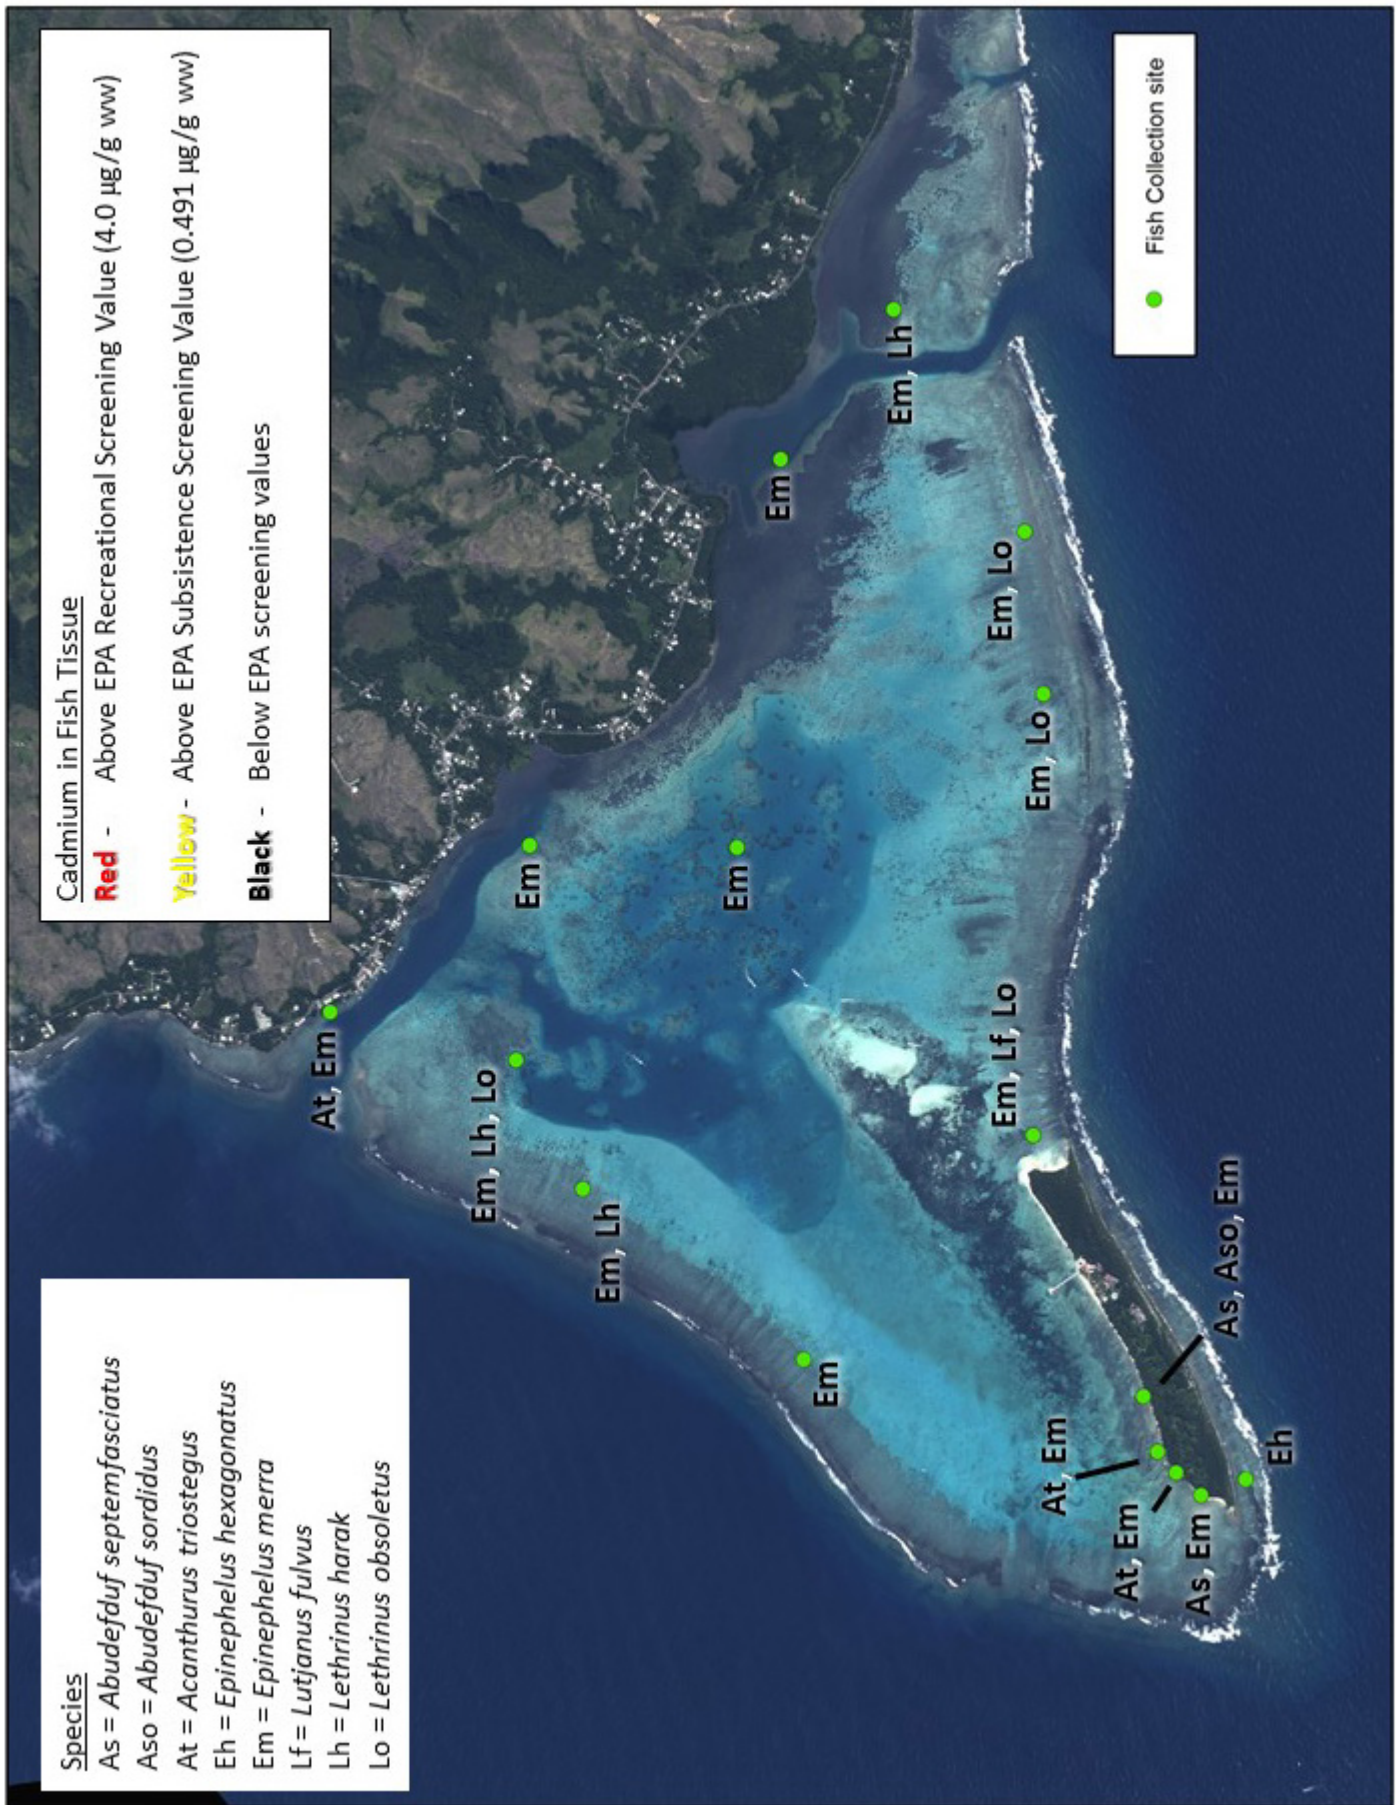 Species
As = Abudefduf septemfasciatus
Aso = Abudefduf sordidus
At = Acanthurus triostegus
Eh = Epinephelus hexagonatus
Em = Epinephelus merra
Lf = Lutjanus fulvus
Lh = Lethrinus harak
Lo = Lethrinus obsoletus
Cadmium in Fish Tissue
Red - Above EPA Recreational Screening Value (4.0 µg/g ww)
Yellow - Above EPA Subsistence Screening Value (0.491 µg/g ww)
Black - Below EPA screening values
At, Em
Em, Lh, Lo
Em
Em, Lh
Em
Em
Em
Em, Lh
Em, Lo
Em, Lo
Em, Lf, Lo
At, Em
At, Em
As, Em
As, Aso, Em
Eh
Fish Collection site